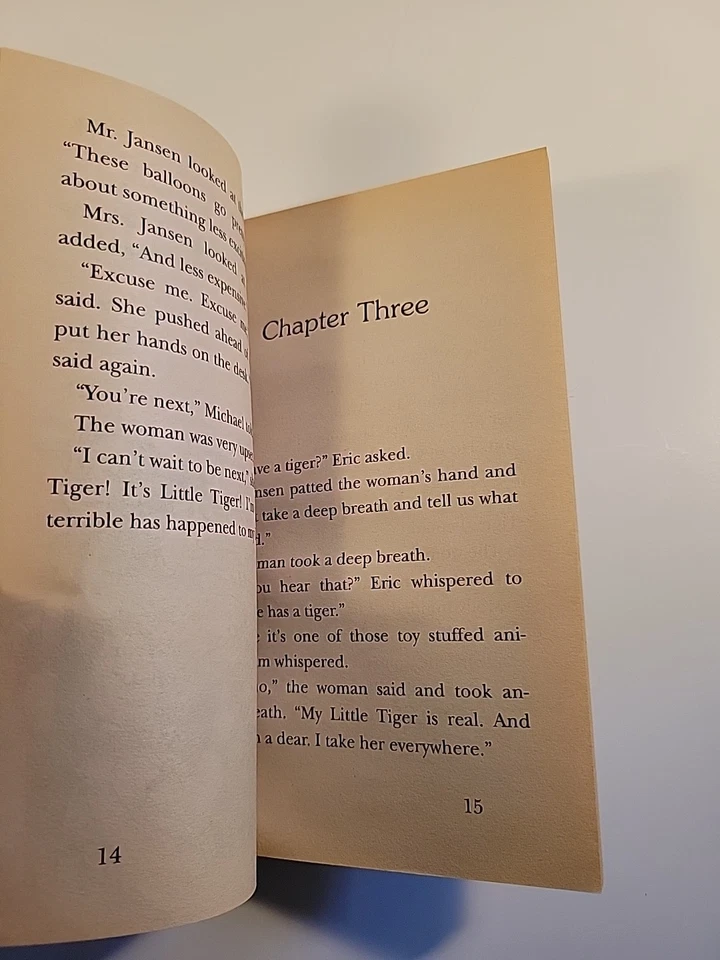 Mr. Jansen looked at
"These balloons go
about something less
Mrs. Jansen looked
added, "And less
"Excuse me. Excuse me
said. She pushed ahead
put her hands on the desk
said again.
"You're next," Michael
The woman was very
"I can't wait to be next,"
Tiger! It's Little Tiger!
terrible has happened to
14
Chapter Three
a tiger?" Eric asked.
patted the woman's hand and
take a deep breath and tell us what
took a deep breath.
hear that?" Eric whispered to
has a tiger."
it's one of those toy stuffed ani-
whispered.
the woman said and took an-
"My Little Tiger is real. And
a dear. I take her everywhere."
15